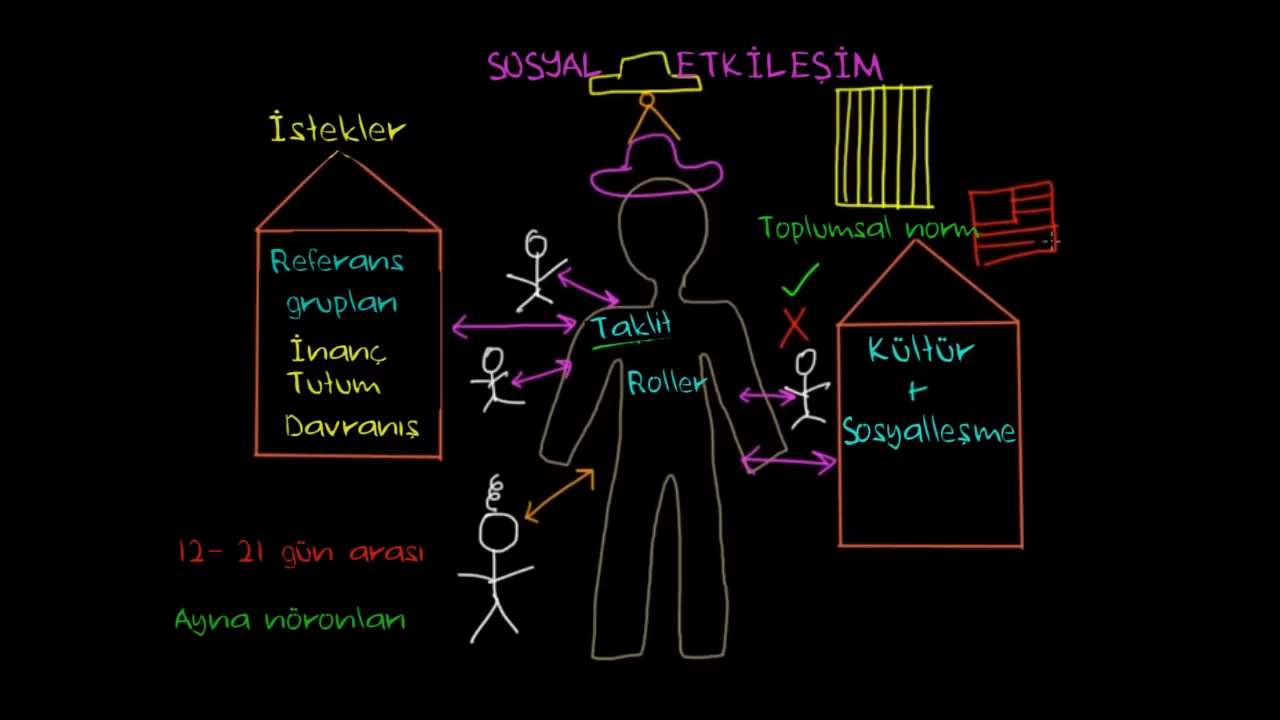 SOSYAL ETKİLEŞİM
İstekler
Referans
grupları
İnanç
Tutum
Davranış
Taklit
Roller
Toplumsal norm
Kültür
+
Sosyalleşme
12- 21 gün arası
Ayna nöronları